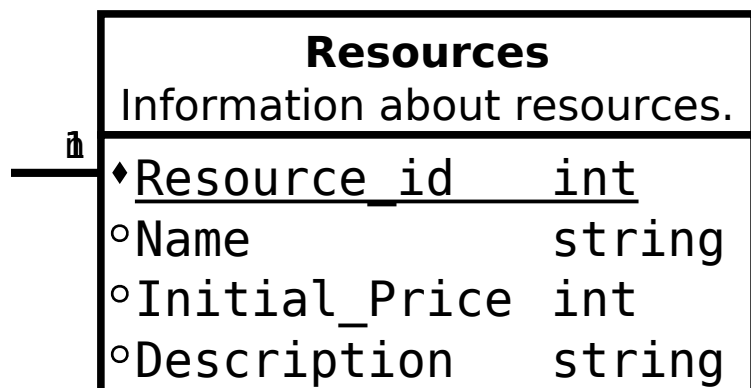 Resources
Information about resources.
Resource_id int
Name string
Initial_Price int
Description string